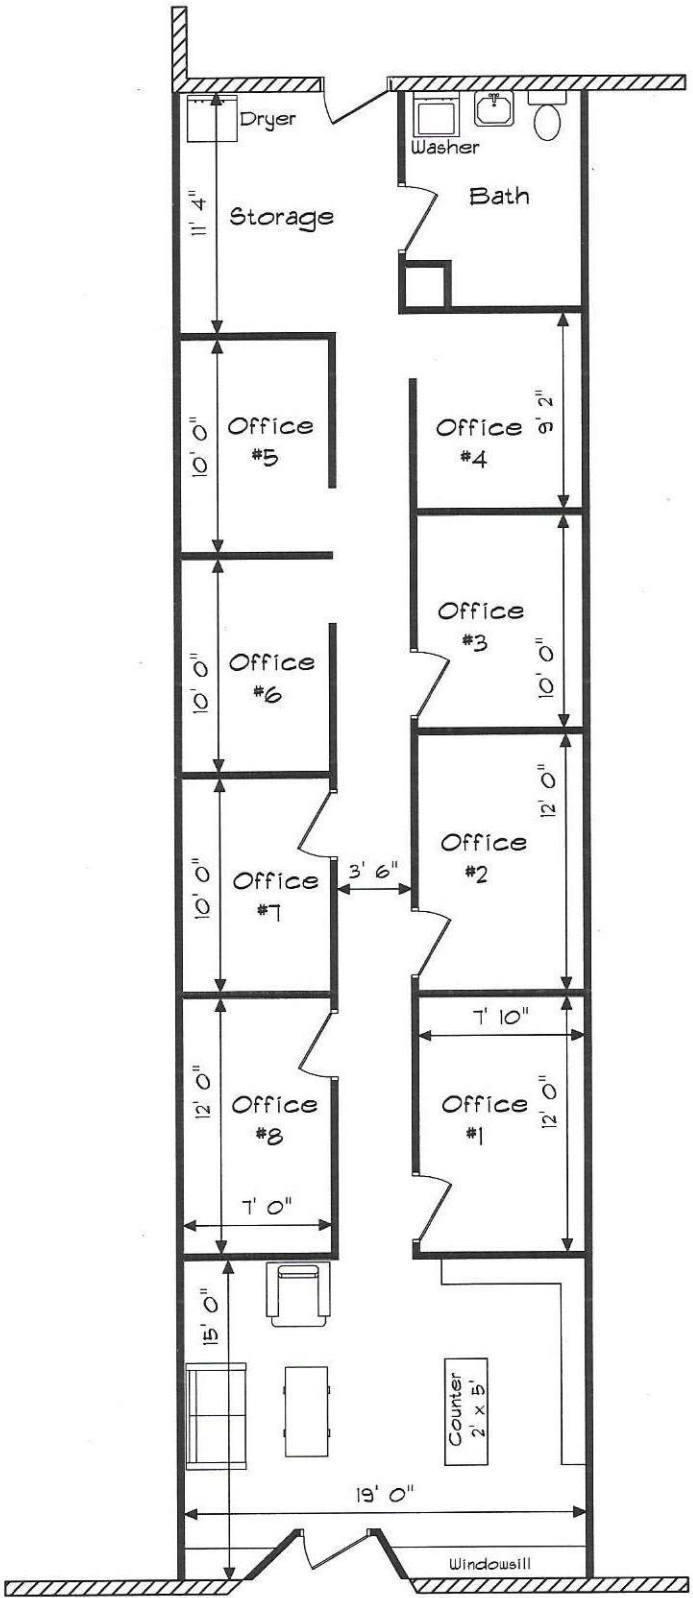 Dryer
Washer
Bath
11' 4"
Storage
9' 2"
10' 0"
Office
#5
Office
#4
Office
#3
10' 0"
10' 0"
Office
#6
12' 0"
Office
#2
3' 6"
10' 0"
Office
#7
7' 10"
12' 0"
Office
#8
Office
#1
12' 0"
7' 0"
15' 0"
Counter
2' x 5'
19' 0"
Windowsill